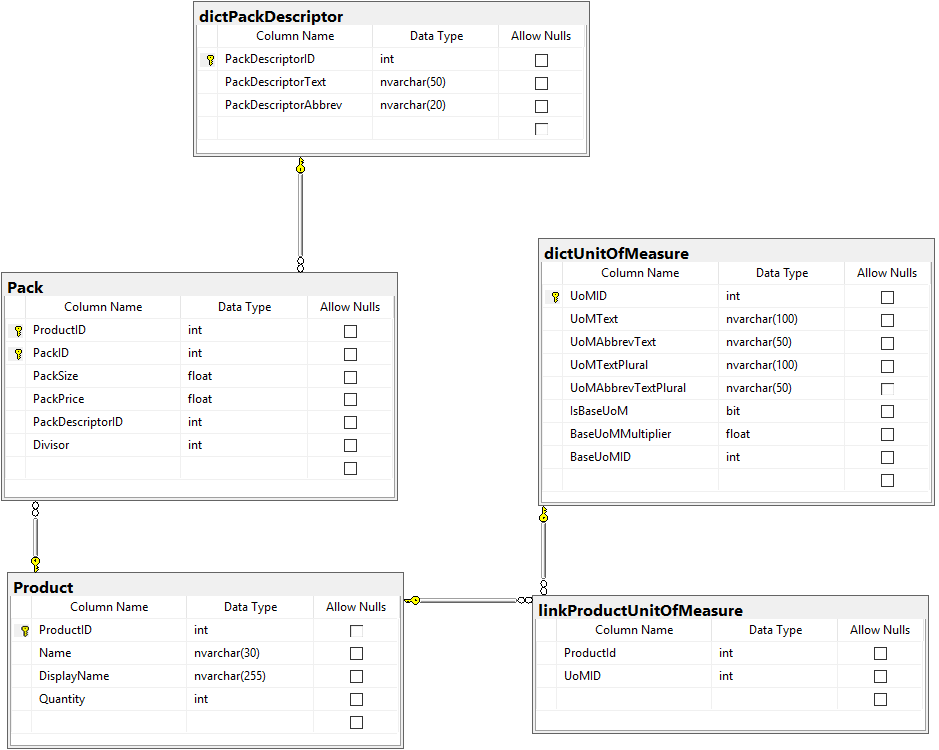 dictPackDescriptor
Column Name Data Type Allow Nulls
PackDescriptorID int
PackDescriptorText nvarchar(50)
PackDescriptorAbbrev nvarchar(20)
Pack
Column Name Data Type Allow Nulls
ProductID int
PackID int
PackSize float
PackPrice float
PackDescriptorID int
Divisor int
dictUnitOfMeasure
Column Name Data Type Allow Nulls
UoMID int
UoMText nvarchar(100)
UoMAbbrevText nvarchar(50)
UoMTextPlural nvarchar(100)
UoMAbbrevTextPlural nvarchar(50)
IsBaseUoM bit
BaseUoMMultiplier float
BaseUoMID int
Product
Column Name Data Type Allow Nulls
ProductID int
Name nvarchar(30)
DisplayName nvarchar(255)
Quantity int
linkProductUnitOfMeasure
Column Name Data Type Allow Nulls
ProductId int
UoMID int